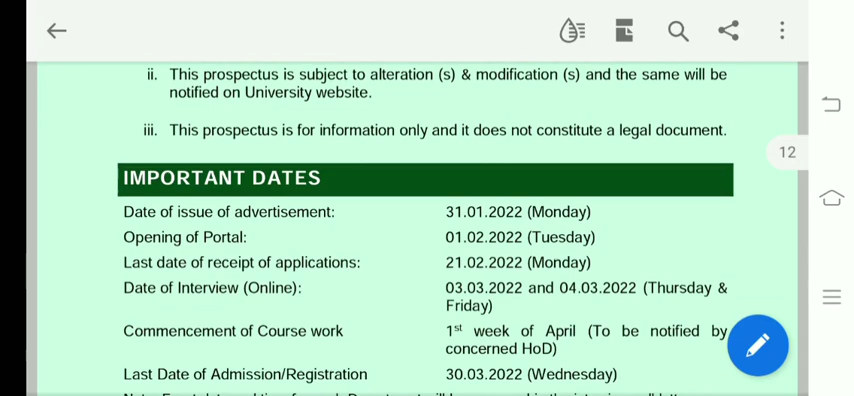 ii. This prospectus is subject to alteration (s) & modification (s) and the same will be
notified on University website.
iii. This prospectus is for information only and it does not constitute a legal document.
12
IMPORTANT DATES
Date of issue of advertisement: 31.01.2022 (Monday)
Opening of Portal: 01.02.2022 (Tuesday)
Last date of receipt of applications: 21.02.2022 (Monday)
Date of Interview (Online): 03.03.2022 and 04.03.2022 (Thursday &
Friday)
Commencement of Course work 1st week of April (To be notified by
concerned HoD)
Last Date of Admission/Registration 30.03.2022 (Wednesday)